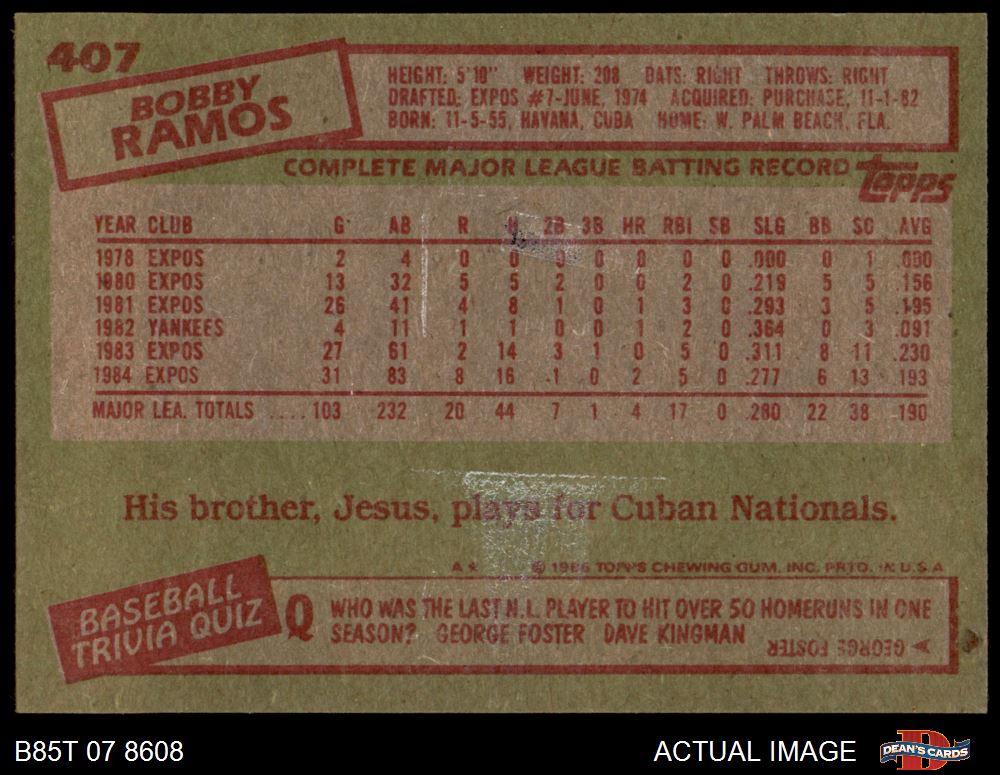 407
BOBBY RAMOS
HEIGHT: 5'10" WEIGHT: 208 BATS: RIGHT THROWS: RIGHT
DRAFTED: EXPOS #7-JUNE, 1974 ACQUIRED: PURCHASE, 11-1-82
BORN: 11-5-55, HAVANA, CUBA HOME: W. PALM BEACH, FLA.
COMPLETE MAJOR LEAGUE BATTING RECORD Topps
YEAR CLUB G AB R H 2B 3B HR RBI SB SLG BB SO AVG
1978 EXPOS 2 4 0 0 0 0 0 0 0 .000 0 1 .000
1980 EXPOS 13 32 5 5 2 0 0 2 0 .219 5 5 .156
1981 EXPOS 26 41 4 8 1 0 1 3 0 .293 3 5 .195
1982 YANKEES 4 11 1 1 0 0 1 2 0 .364 0 3 .091
1983 EXPOS 27 61 2 14 3 1 0 5 0 .311 8 11 .230
1984 EXPOS 31 83 8 16 1 0 2 5 0 .277 6 13 .193
MAJOR LEA. TOTALS ....103 232 20 44 7 1 4 17 0 .280 22 38 .190
His brother, Jesus, plays for Cuban Nationals.
A * © 1985 TOPPS CHEWING GUM, INC. PRTD. IN U.S.A
BASEBALL TRIVIA QUIZ
Q WHO WAS THE LAST N.L. PLAYER TO HIT OVER 50 HOMERUNS IN ONE
SEASON? GEORGE FOSTER DAVE KINGMAN
A GEORGE FOSTER
B85T 07 8608 ACTUAL IMAGE D DEAN'S CARDS